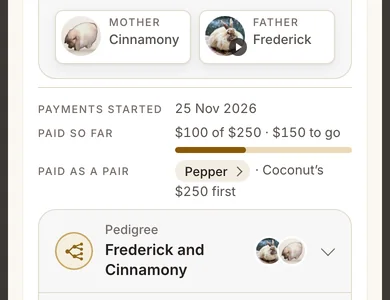 MOTHER
Cinnamony
FATHER
Frederick
PAYMENTS STARTED 25 Nov 2026
PAID SO FAR $100 of $250 · $150 to go
PAID AS A PAIR Pepper > · Coconut’s
$250 first
Pedigree
Frederick and
Cinnamony